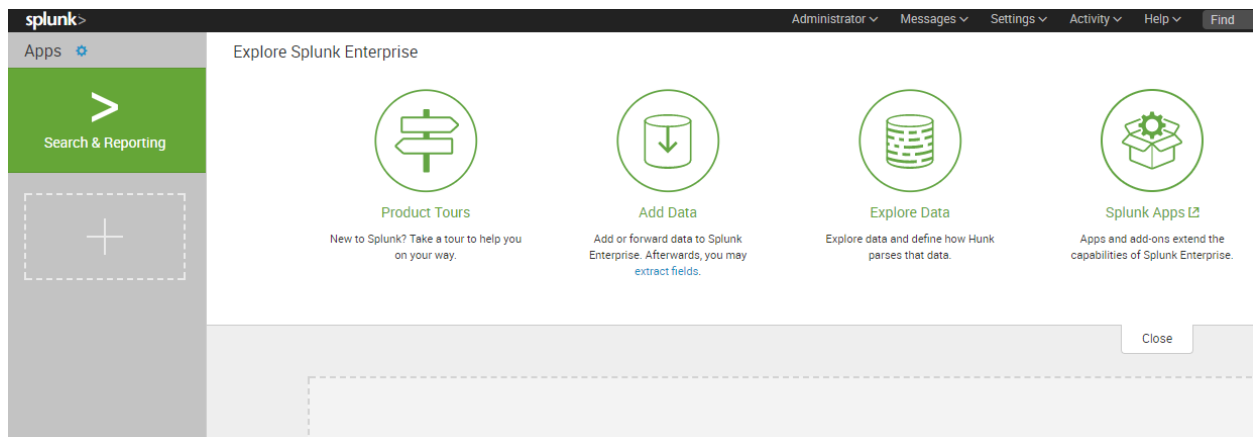 splunk>
Administrator Messages Settings Activity Help Find
Apps
Explore Splunk Enterprise
>
Search & Reporting
Product Tours
New to Splunk? Take a tour to help you
on your way.
Add Data
Add or forward data to Splunk
Enterprise. Afterwards, you may
extract fields.
Explore Data
Explore data and define how Hunk
parses that data.
Splunk Apps
Apps and add-ons extend the
capabilities of Splunk Enterprise.
Close